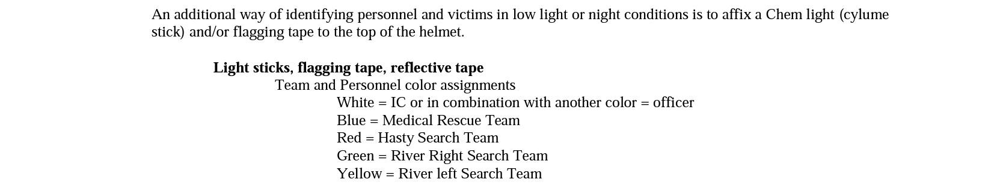 An additional way of identifying personnel and victims in low light or night conditions is to affix a Chem light (cylume
stick) and/or flagging tape to the top of the helmet.
Light sticks, flagging tape, reflective tape
Team and Personnel color assignments
White = IC or in combination with another color = officer
Blue = Medical Rescue Team
Red = Hasty Search Team
Green = River Right Search Team
Yellow = River left Search Team